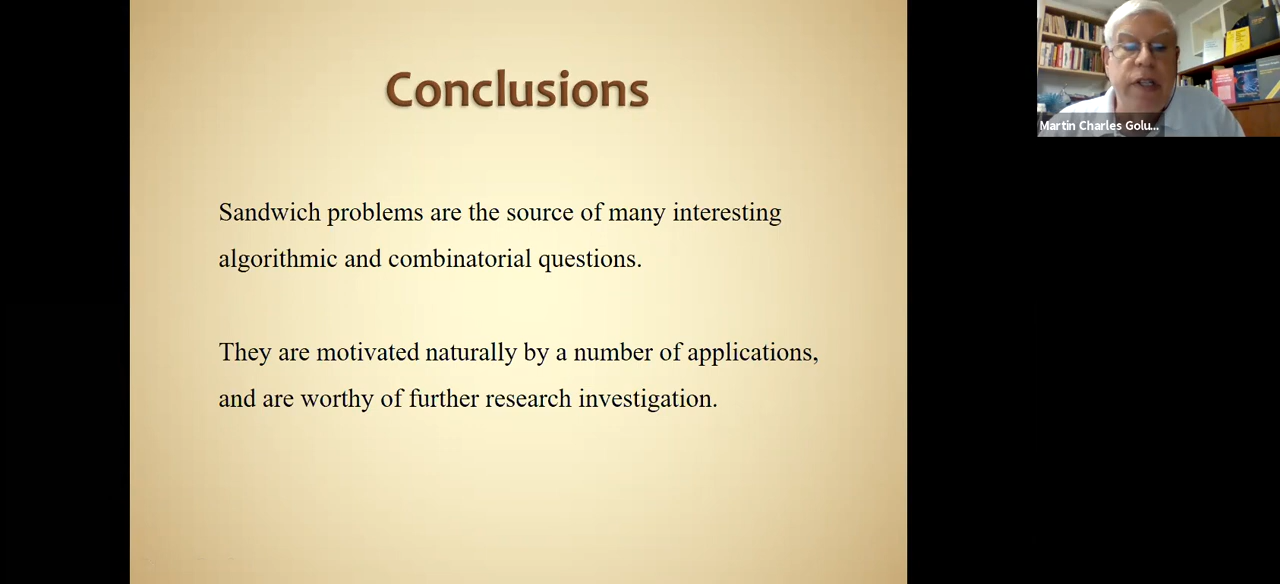 Conclusions
Sandwich problems are the source of many interesting
algorithmic and combinatorial questions.
They are motivated naturally by a number of applications,
and are worthy of further research investigation.
Martin Charles Golu...